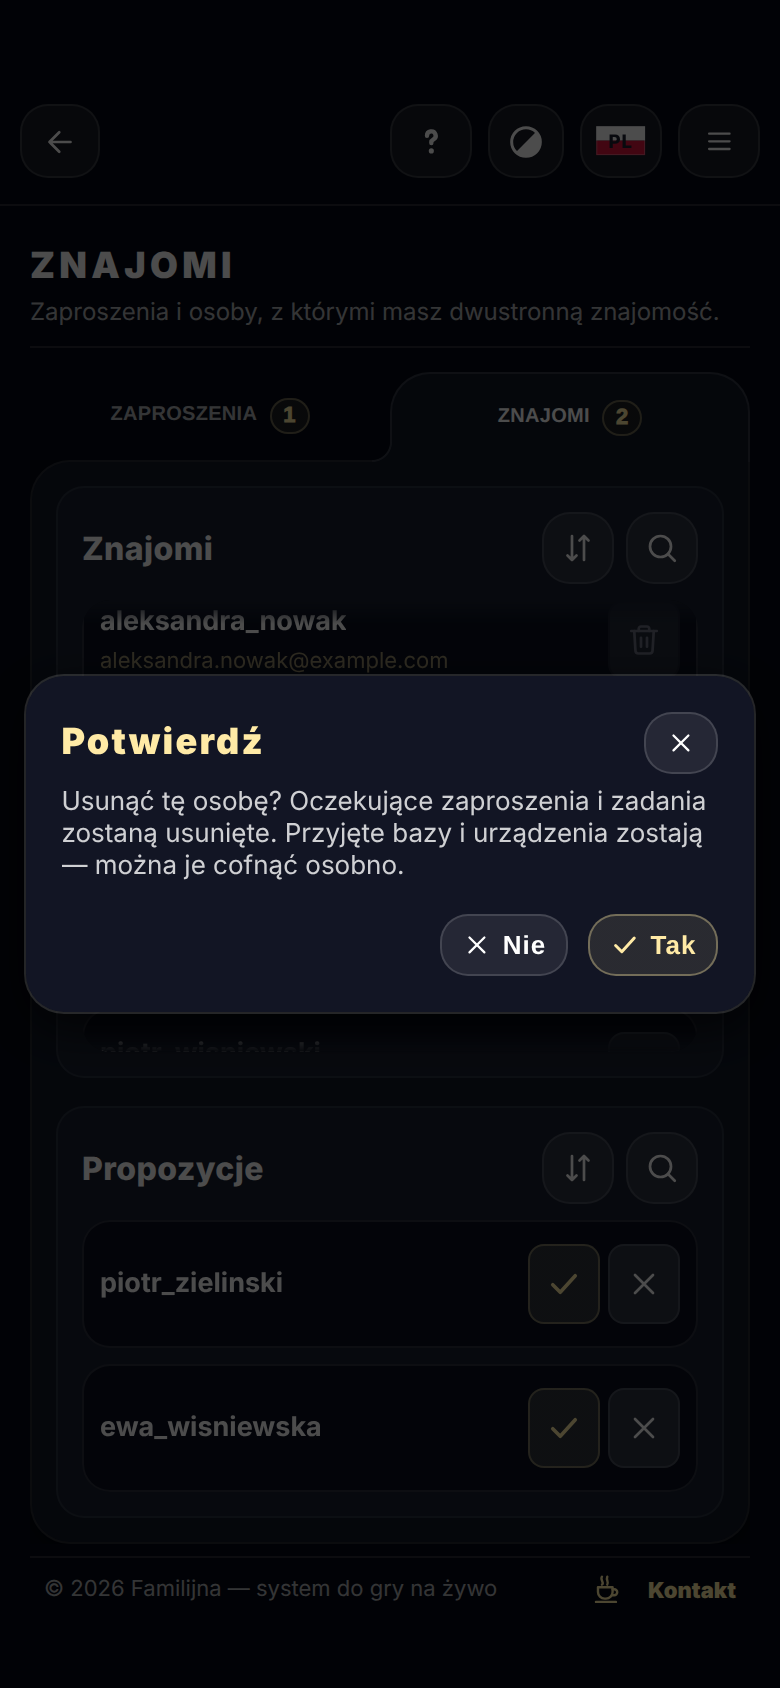 ?
PL
ZNAJOMI
Zaproszenia i osoby, z którymi masz dwustronną znajomość.
ZAPROSZENIA 1
ZNAJOMI 2
Znajomi
aleksandra_nowak
aleksandra.nowak@example.com
Potwierdź
Usunąć tę osobę? Oczekujące zaproszenia i zadania
zostaną usunięte. Przyjęte bazy i urządzenia zostają
— można je cofnąć osobno.
Nie
Tak
piotr_wisniewski
Propozycje
piotr_zielinski
ewa_wisniewska
© 2026 Familijna — system do gry na żywo
Kontakt